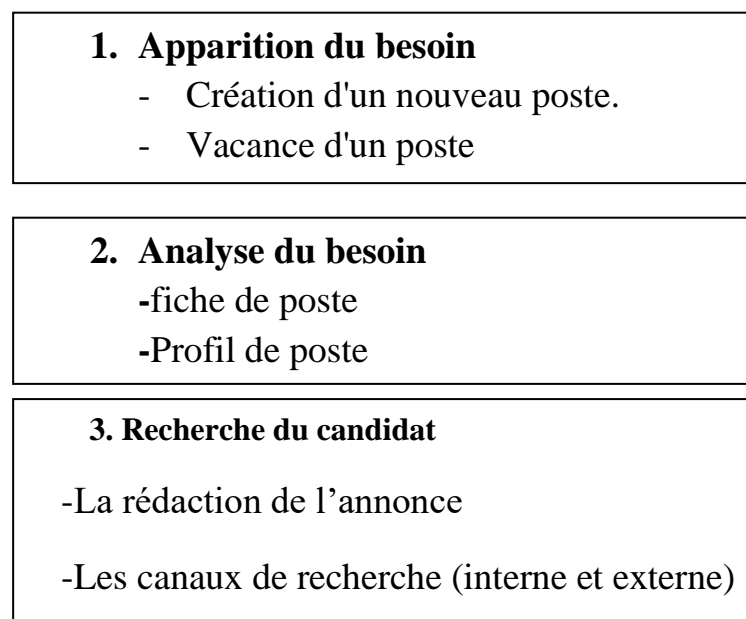 1. Apparition du besoin
- Création d'un nouveau poste.
- Vacance d'un poste
2. Analyse du besoin
-fiche de poste
-Profil de poste
3. Recherche du candidat
-La rédaction de l’annonce
-Les canaux de recherche (interne et externe)